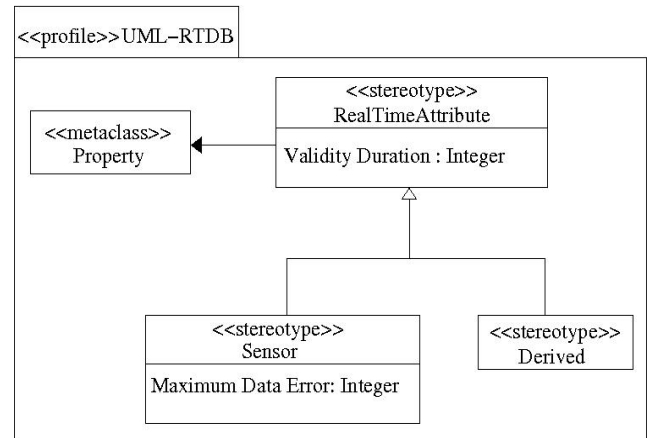 <<profile>>UML-RTDB
<<stereotype>>
RealTimeAttribute
Validity Duration : Integer
<<metaclass>>
Property
<<stereotype>>
Sensor
Maximum Data Error: Integer
<<stereotype>>
Derived